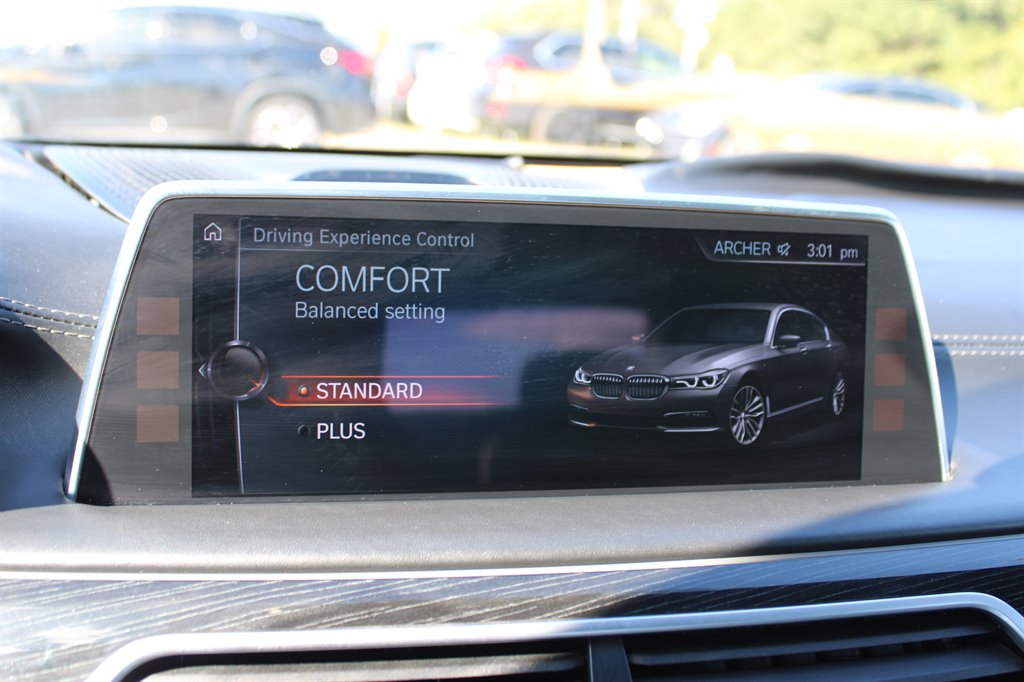 Driving Experience Control
ARCHER 3:01 pm
COMFORT
Balanced setting
STANDARD
PLUS